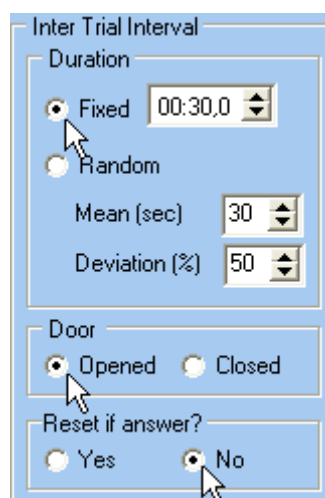 Inter Trial Interval
Duration
Fixed 00:30,0
Random
Mean (sec) 30
Deviation (%) 50
Door
Opened Closed
Reset if answer?
Yes No